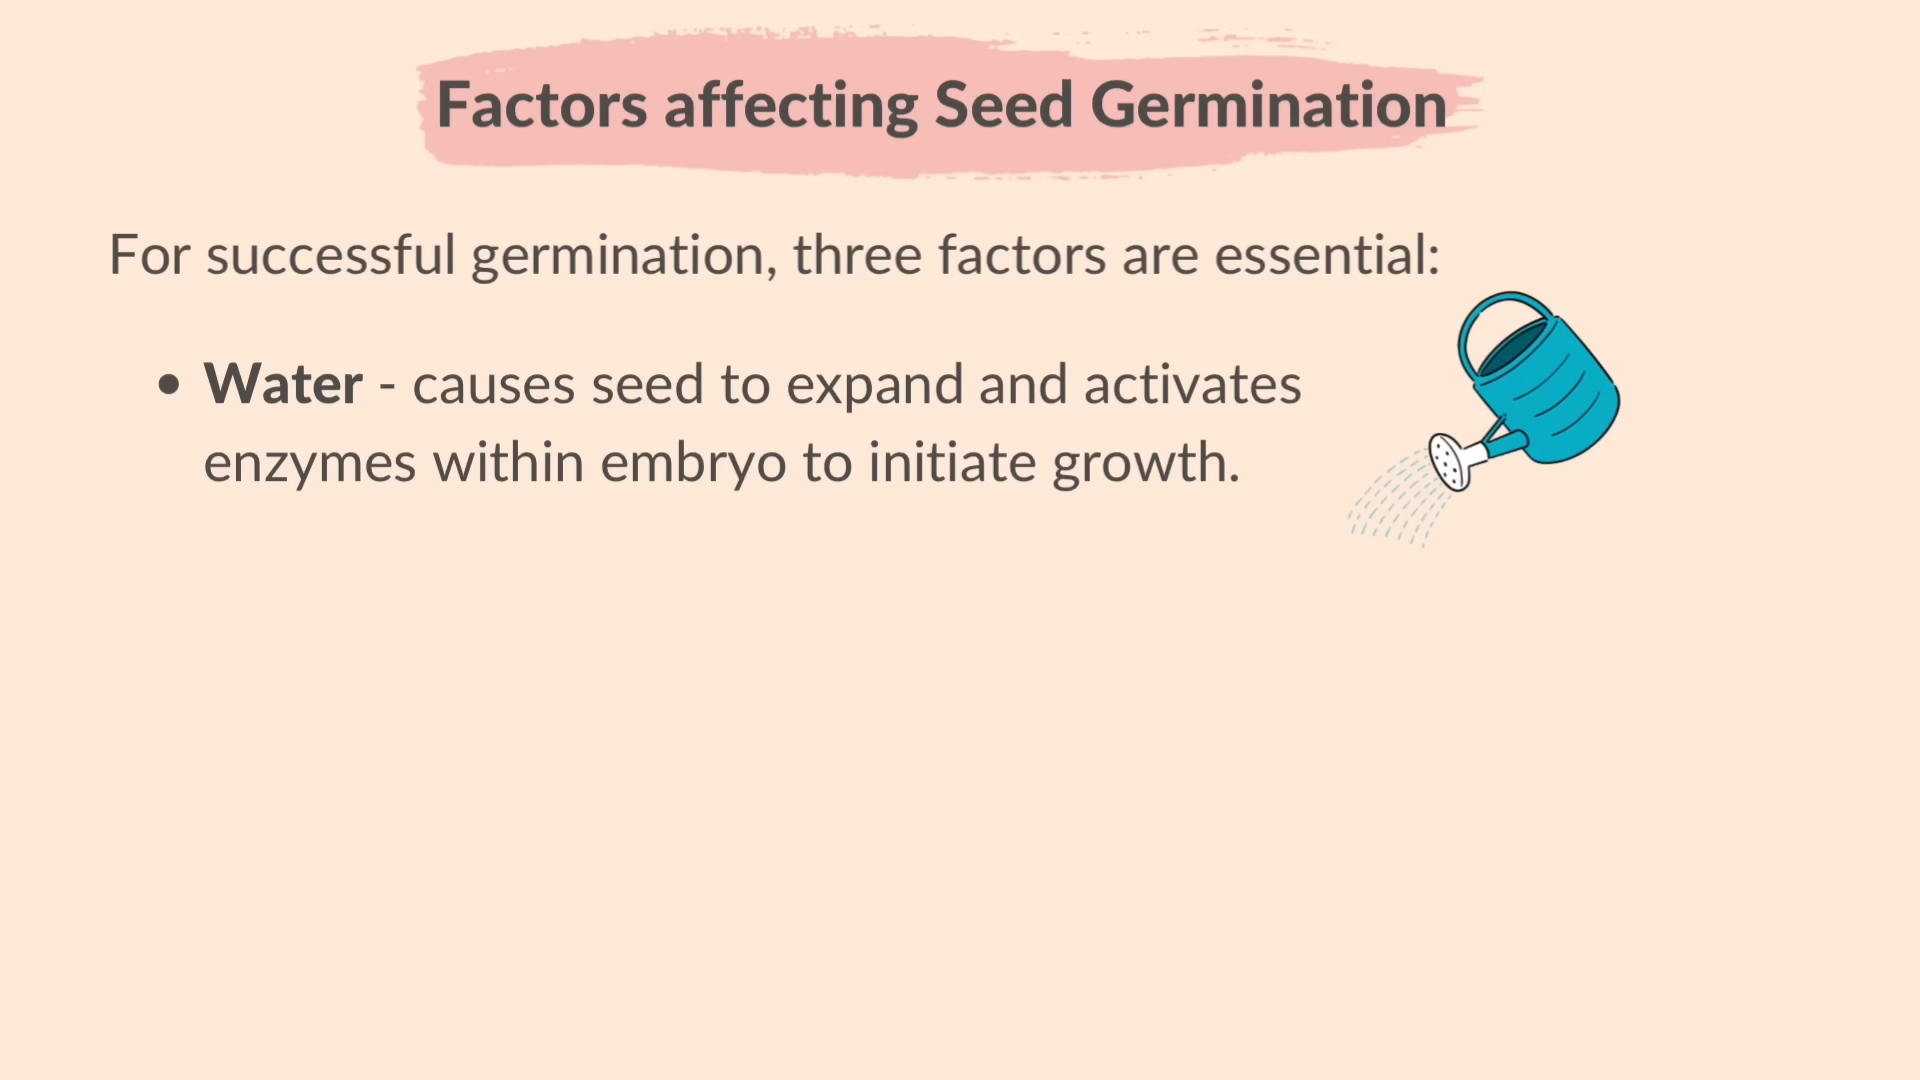 Factors affecting Seed Germination
For successful germination, three factors are essential:
• Water - causes seed to expand and activates
enzymes within embryo to initiate growth.